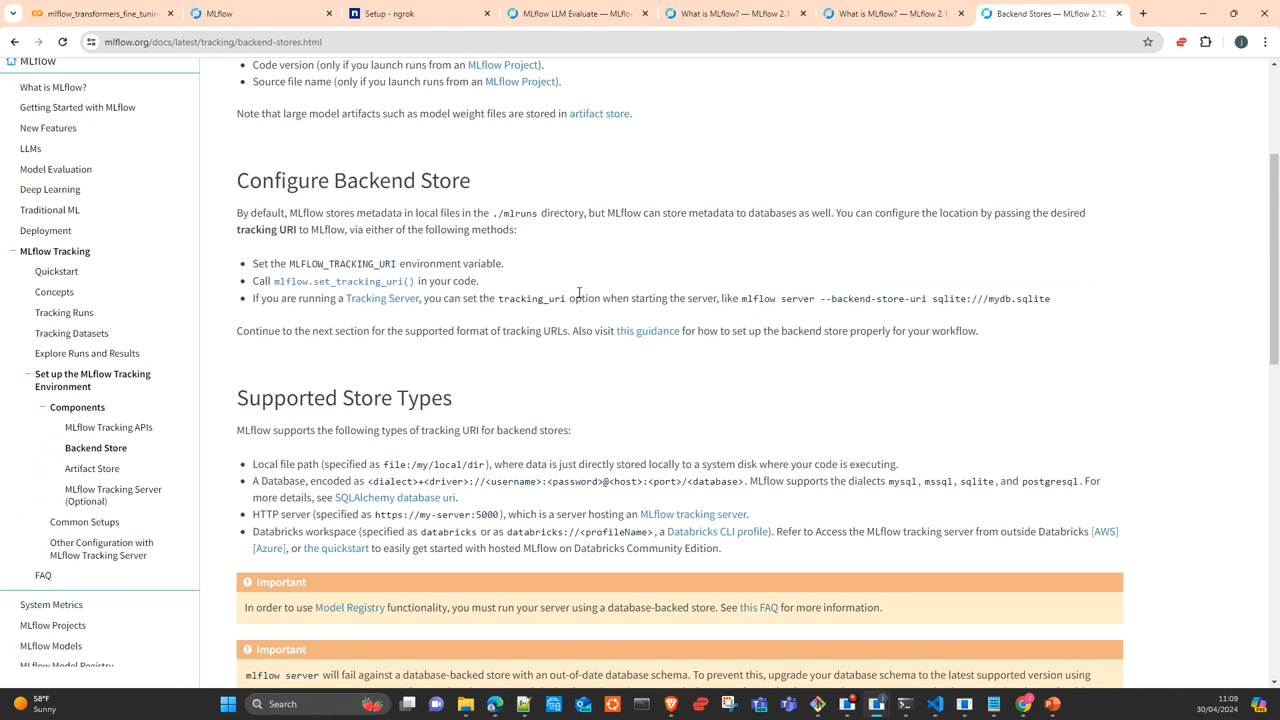 mlflow_transformers_fine_tunin
MLflow
Setup - ngrok
MLflow LLM Evaluate — MLflow
What is MLflow? — MLflow 2.1
What is MLflow? — MLflow 2.1
Backend Stores — MLflow 2.12
mlflow.org/docs/latest/tracking/backend-stores.html
MLflow
What is MLflow?
Getting Started with MLflow
New Features
LLMs
Model Evaluation
Deep Learning
Traditional ML
Deployment
MLflow Tracking
Quickstart
Concepts
Tracking Runs
Tracking Datasets
Explore Runs and Results
Set up the MLflow Tracking
Environment
Components
MLflow Tracking APIs
Backend Store
Artifact Store
MLflow Tracking Server
(Optional)
Common Setups
Other Configuration with
MLflow Tracking Server
FAQ
System Metrics
MLflow Projects
MLflow Models
MLflow Model Registry
Code version (only if you launch runs from an MLflow Project).
Source file name (only if you launch runs from an MLflow Project).
Note that large model artifacts such as model weight files are stored in artifact store.
Configure Backend Store
By default, MLflow stores metadata in local files in the ./mlruns directory, but MLflow can store metadata to databases as well. You can configure the location by passing the desired
tracking URI to MLflow, via either of the following methods:
Set the MLFLOW_TRACKING_URI environment variable.
Call mlflow.set_tracking_uri() in your code.
If you are running a Tracking Server, you can set the tracking_uri option when starting the server, like mlflow server --backend-store-uri sqlite:///mydb.sqlite
Continue to the next section for the supported format of tracking URLs. Also visit this guidance for how to set up the backend store properly for your workflow.
Supported Store Types
MLflow supports the following types of tracking URI for backend stores:
Local file path (specified as file:/my/local/dir), where data is just directly stored locally to a system disk where your code is executing.
A Database, encoded as <dialect>+<driver>://<username>:<password>@<host>:<port>/<database>. MLflow supports the dialects mysql, mssql, sqlite, and postgresql. For
more details, see SQLAlchemy database uri.
HTTP server (specified as https://my-server:5000), which is a server hosting an MLflow tracking server.
Databricks workspace (specified as databricks or as databricks://<profileName>, a Databricks CLI profile). Refer to Access the MLflow tracking server from outside Databricks [AWS]
[Azure], or the quickstart to easily get started with hosted MLflow on Databricks Community Edition.
Important
In order to use Model Registry functionality, you must run your server using a database-backed store. See this FAQ for more information.
Important
mlflow server will fail against a database-backed store with an out-of-date database schema. To prevent this, upgrade your database schema to the latest supported version using
58°F
Sunny
Search
11:09
30/04/2024